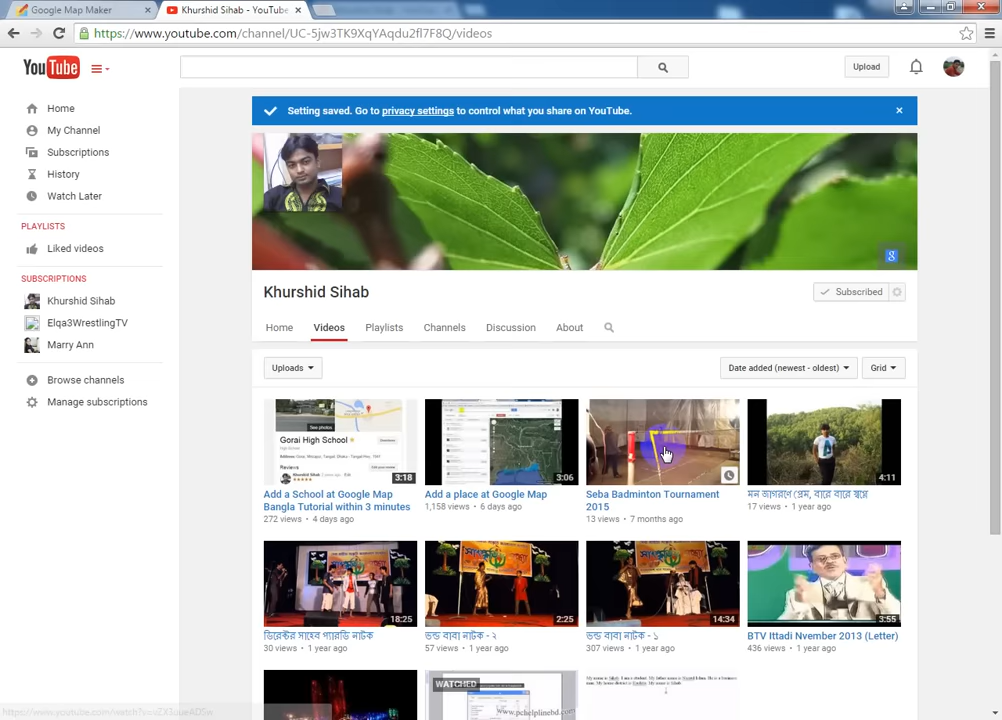 Google Map Maker
Khurshid Sihab - YouTube
https://www.youtube.com/channel/UC-5jw3TK9XqYAqdu2fl7F8Q/videos
YouTube
Upload
Home
My Channel
Subscriptions
History
Watch Later
PLAYLISTS
Liked videos
SUBSCRIPTIONS
Khurshid Sihab
Elqa3WrestlingTV
Marry Ann
Browse channels
Manage subscriptions
Setting saved. Go to privacy settings to control what you share on YouTube.
Khurshid Sihab
Subscribed
Home Videos Playlists Channels Discussion About
Uploads
Date added (newest - oldest)
Grid
See photos
Gorai High School
Reviews
3:18
Add a School at Google Map
Bangla Tutorial within 3 minutes
272 views • 4 days ago
3:06
Add a place at Google Map
1,158 views • 6 days ago
Seba Badminton Tournament
2015
13 views • 7 months ago
4:11
মন জাগরণে প্রেম, বারে বারে স্বপ্নে
17 views • 1 year ago
18:25
ডিরেক্টর সাহেব প্যারডি নাটক
30 views • 1 year ago
2:25
ভন্ড বাবা নাটক - ২
57 views • 1 year ago
14:34
ভন্ড বাবা নাটক - ১
307 views • 1 year ago
3:55
BTV Ittadi Nvember 2013 (Letter)
436 views • 1 year ago
WATCHED
www.pchelplinebd.com